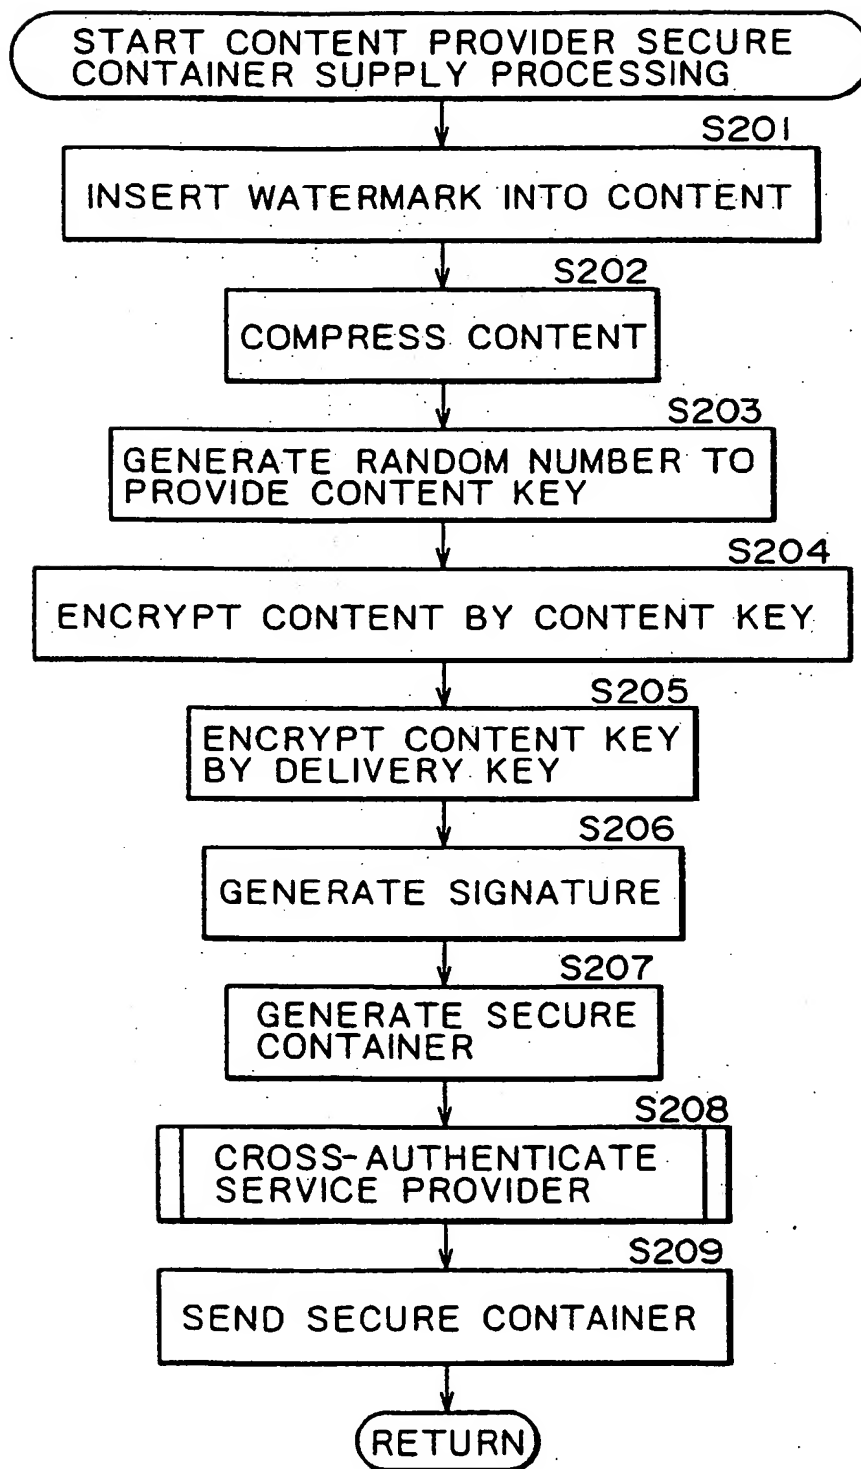 START CONTENT PROVIDER SECURE
CONTAINER SUPPLY PROCESSING
S201
INSERT WATERMARK INTO CONTENT
S202
COMPRESS CONTENT
S203
GENERATE RANDOM NUMBER TO
PROVIDE CONTENT KEY
S204
ENCRYPT CONTENT BY CONTENT KEY
S205
ENCRYPT CONTENT KEY
BY DELIVERY KEY
S206
GENERATE SIGNATURE
S207
GENERATE SECURE
CONTAINER
S208
CROSS-AUTHENTICATE
SERVICE PROVIDER
S209
SEND SECURE CONTAINER
RETURN